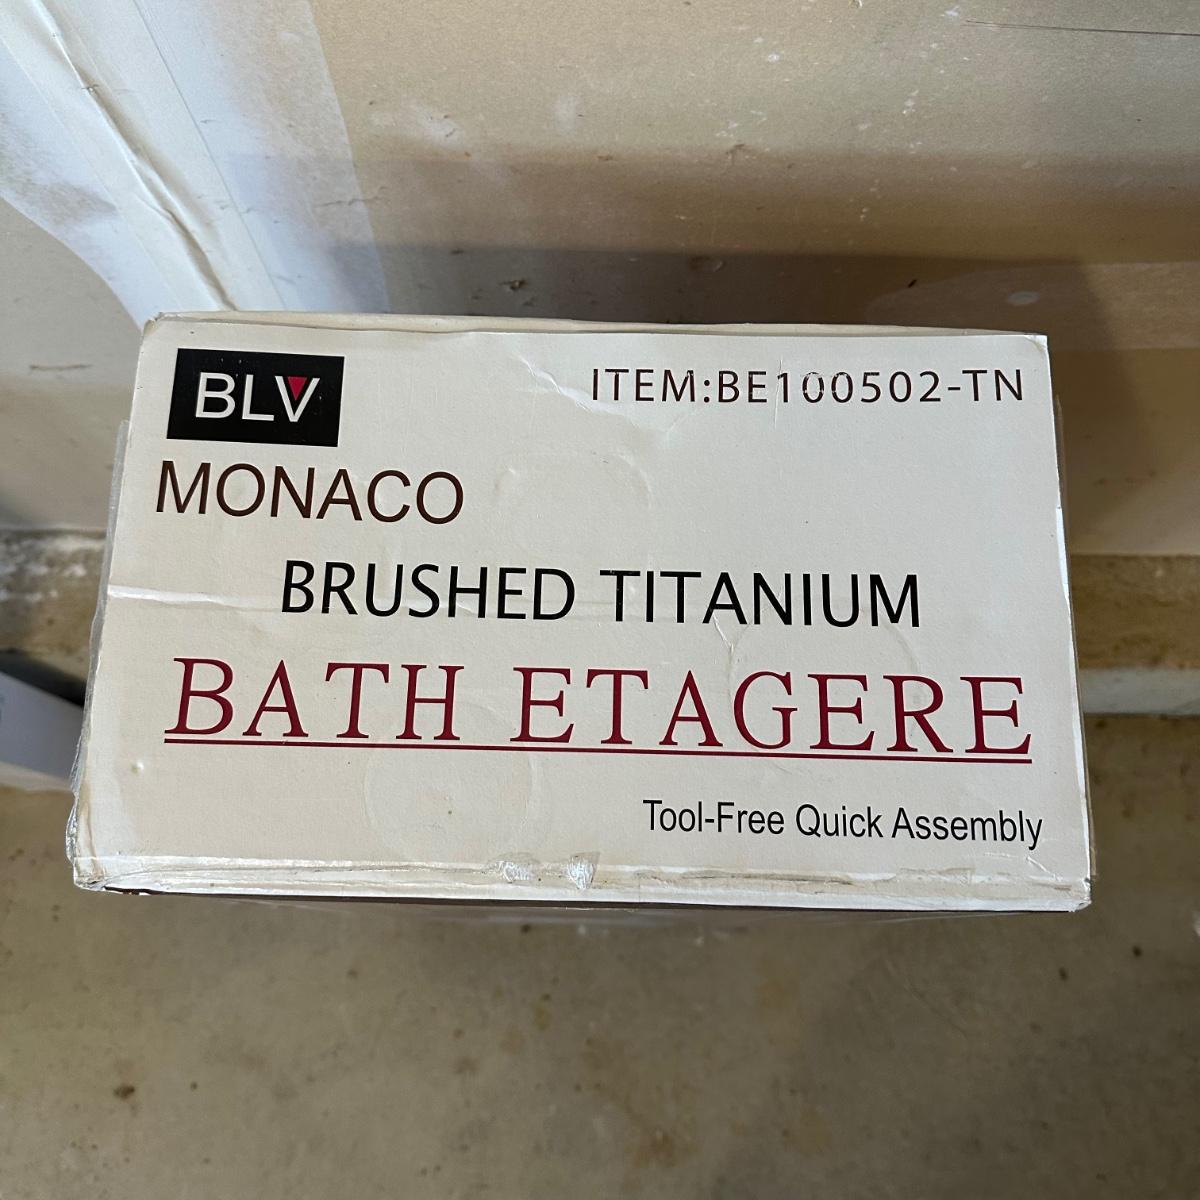 BLV
ITEM:BE100502-TN
MONACO
BRUSHED TITANIUM
BATH ETAGERE
Tool-Free Quick Assembly